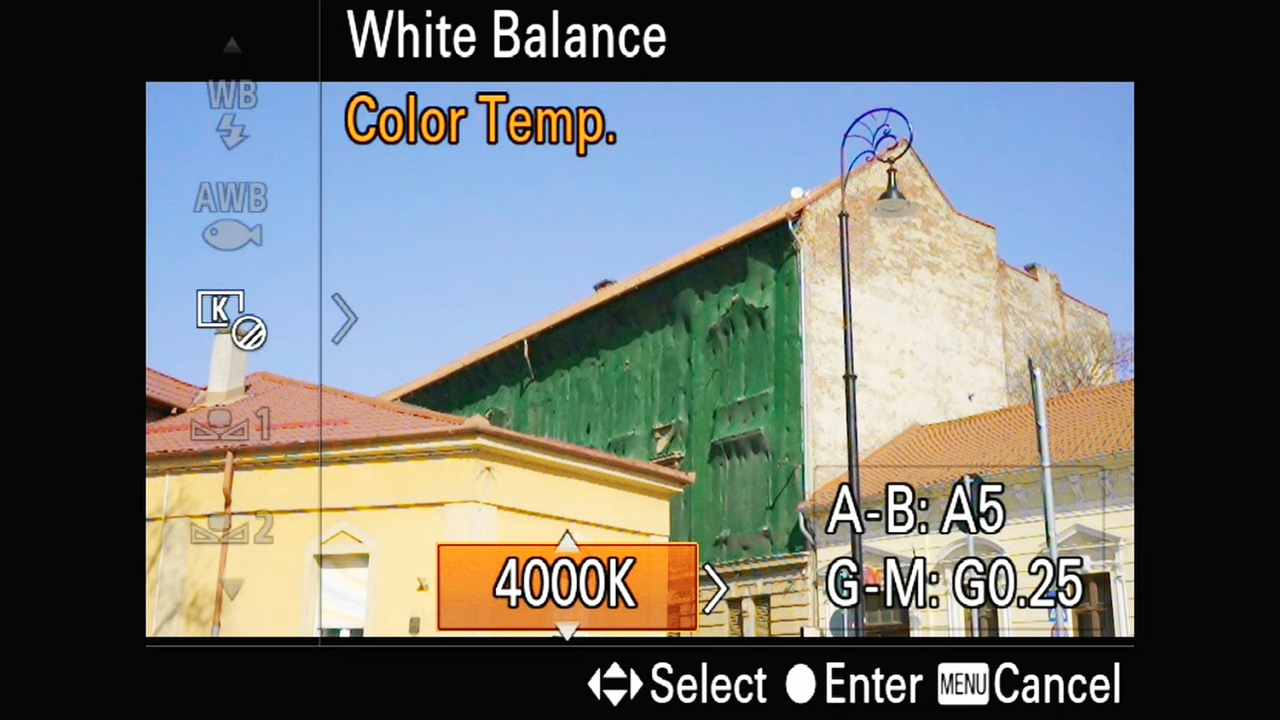 White Balance
Color Temp.
WB
AWB
K
1
2
4000K
A-B: A5
G-M: G0.25
Select Enter MENU Cancel